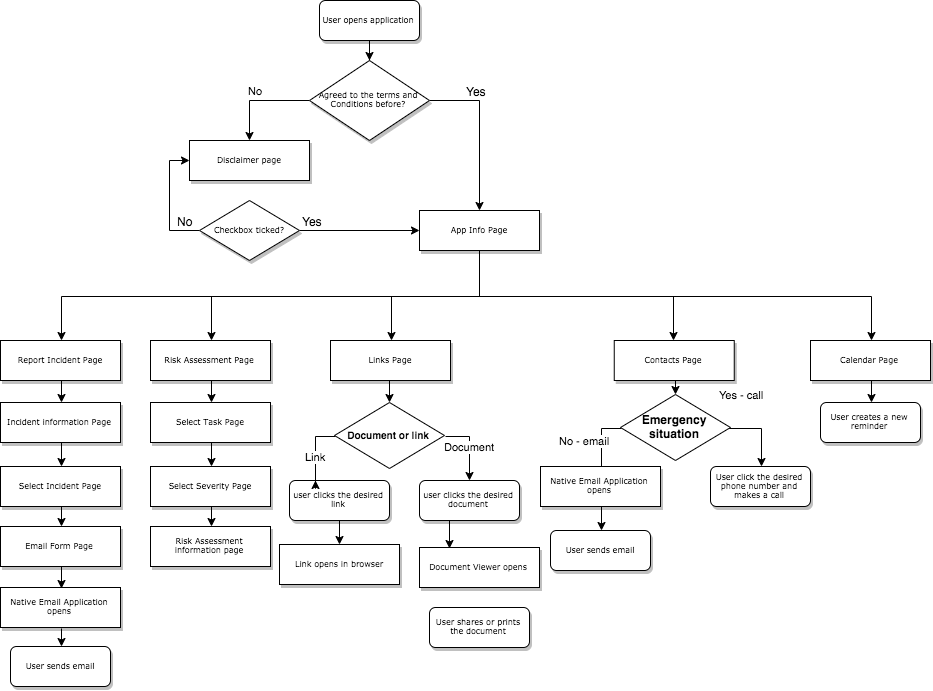 User opens application
Agreed to the terms and
Conditions before?
No
Yes
Disclaimer page
No
Checkbox ticked?
Yes
App Info Page
Report Incident Page
Risk Assessment Page
Links Page
Contacts Page
Calendar Page
Incident Information Page
Select Task Page
Document or link
Link
Document
Emergency
situation
Yes - call
No - email
User creates a new
reminder
Select Incident Page
Select Severity Page
user clicks the desired
link
user clicks the desired
document
Native Email Application
opens
User click the desired
phone number and
makes a call
Email Form Page
Risk Assessment
information page
Link opens in browser
Document Viewer opens
User sends email
Native Email Application
opens
User shares or prints
the document
User sends email